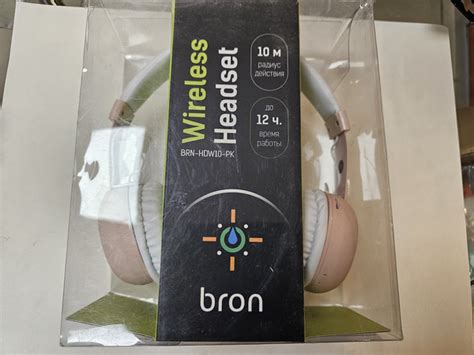 Wireless
Headset
BRN-HDW10-PK
10 м
радиус
действия
до
12 ч.
время
работы
bron